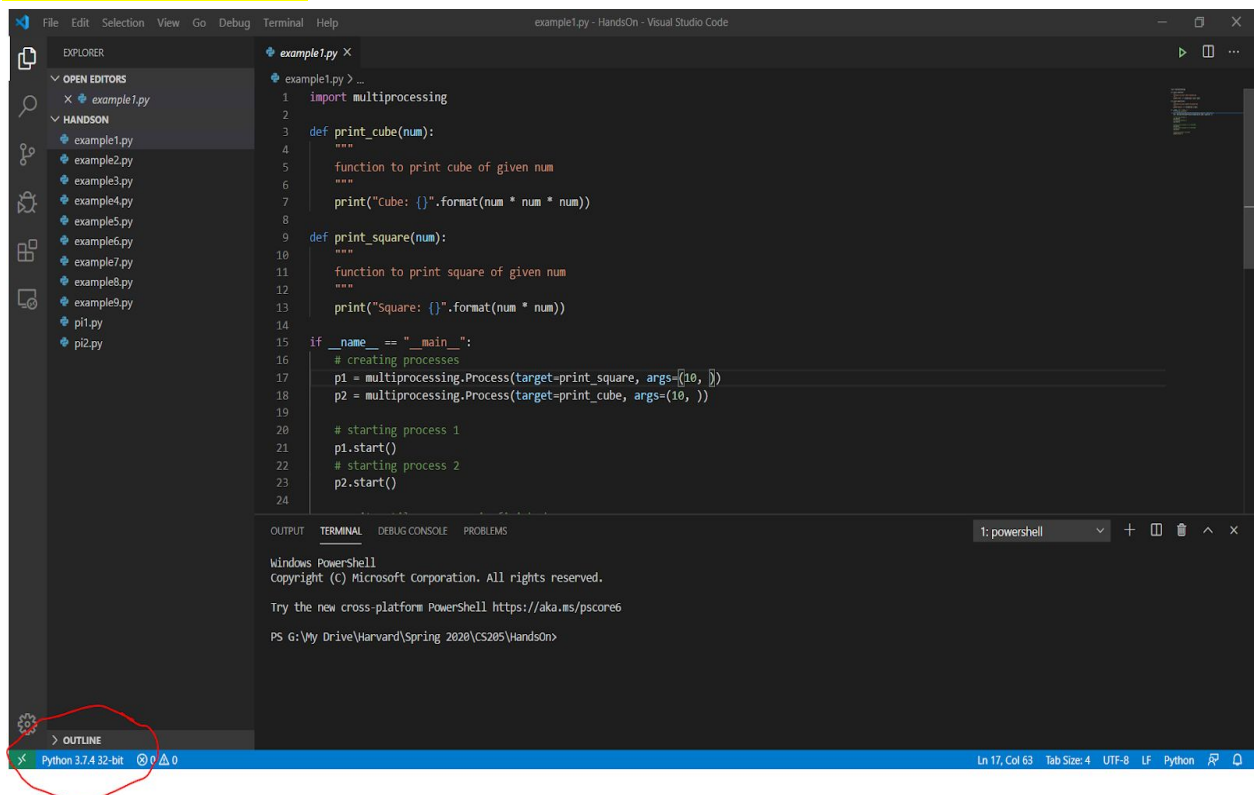 File Edit Selection View Go Debug Terminal Help
example1.py - HandsOn - Visual Studio Code
EXPLORER
OPEN EDITORS
example1.py
HANDSON
example1.py
example2.py
example3.py
example4.py
example5.py
example6.py
example7.py
example8.py
example9.py
pi1.py
pi2.py
OUTLINE
example1.py
example1.py > ...
1 import multiprocessing
2
3 def print_cube(num):
4 """
5 function to print cube of given num
6 """
7 print("Cube: {}".format(num * num * num))
8
9 def print_square(num):
10 """
11 function to print square of given num
12 """
13 print("Square: {}".format(num * num))
14
15 if __name__ == "__main__":
16 # creating processes
17 p1 = multiprocessing.Process(target=print_square, args=(10, ))
18 p2 = multiprocessing.Process(target=print_cube, args=(10, ))
19
20 # starting process 1
21 p1.start()
22 # starting process 2
23 p2.start()
24
OUTPUT TERMINAL DEBUG CONSOLE PROBLEMS
1: powershell
Windows PowerShell
Copyright (C) Microsoft Corporation. All rights reserved.
Try the new cross-platform PowerShell https://aka.ms/pscore6
PS G:\My Drive\Harvard\Spring 2020\CS205\HandsOn>
Python 3.7.4 32-bit 0 0
Ln 17, Col 63 Tab Size: 4 UTF-8 LF Python